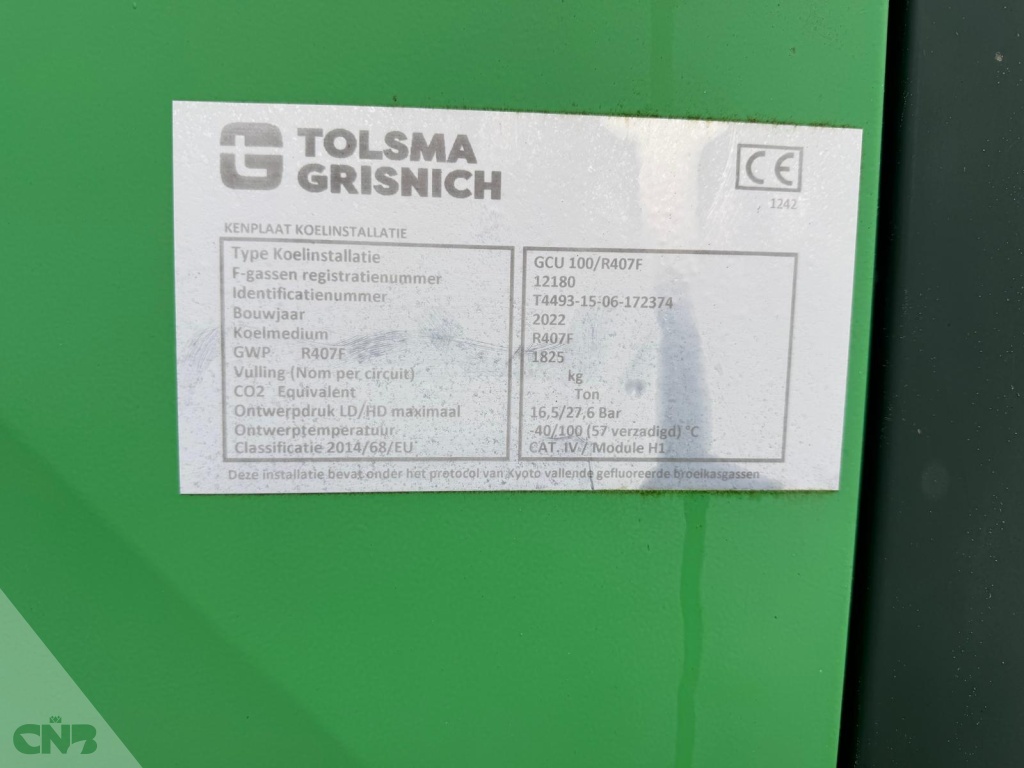 TOLSMA
GRISNICH
CE
1242
KENPLAAT KOELINSTALLATIE
Type Koelinstallatie GCU 100/R407F
F-gassen registratienummer 12180
Identificatienummer T4493-15-06-172374
Bouwjaar 2022
Koelmedium R407F
GWP R407F 1825
Vulling (Nom per circuit) kg
CO2 Equivalent Ton
Ontwerpdruk LD/HD maximaal 16,5/27,6 Bar
Ontwerptemperatuur -40/100 (57 verzadigd) °C
Classificatie 2014/68/EU CAT. IV / Module H1
Deze installatie bevat onder het protocol van Kyoto vallende gefluoreerde broeikasgassen
CNB